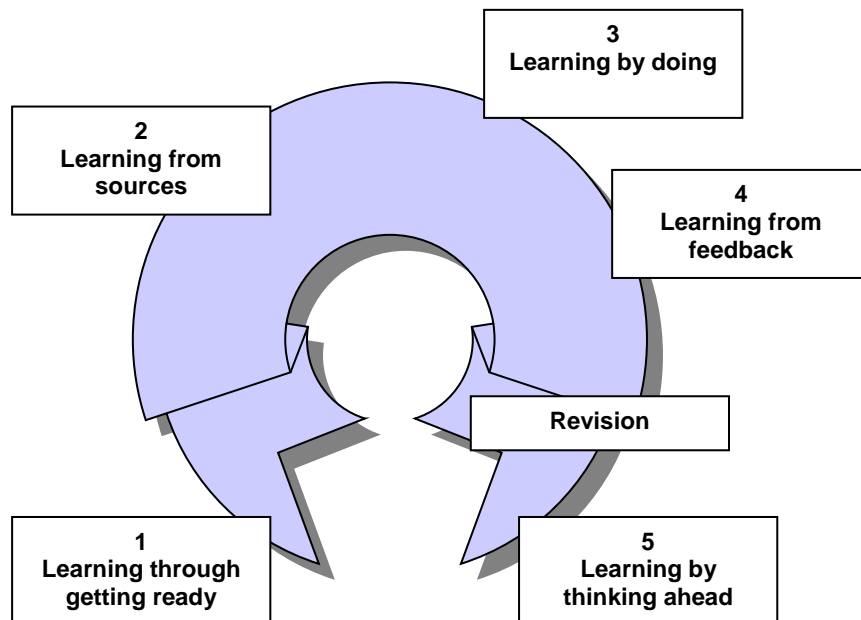 1
Learning through
getting ready
2
Learning from
sources
3
Learning by doing
4
Learning from
feedback
Revision
5
Learning by
thinking ahead